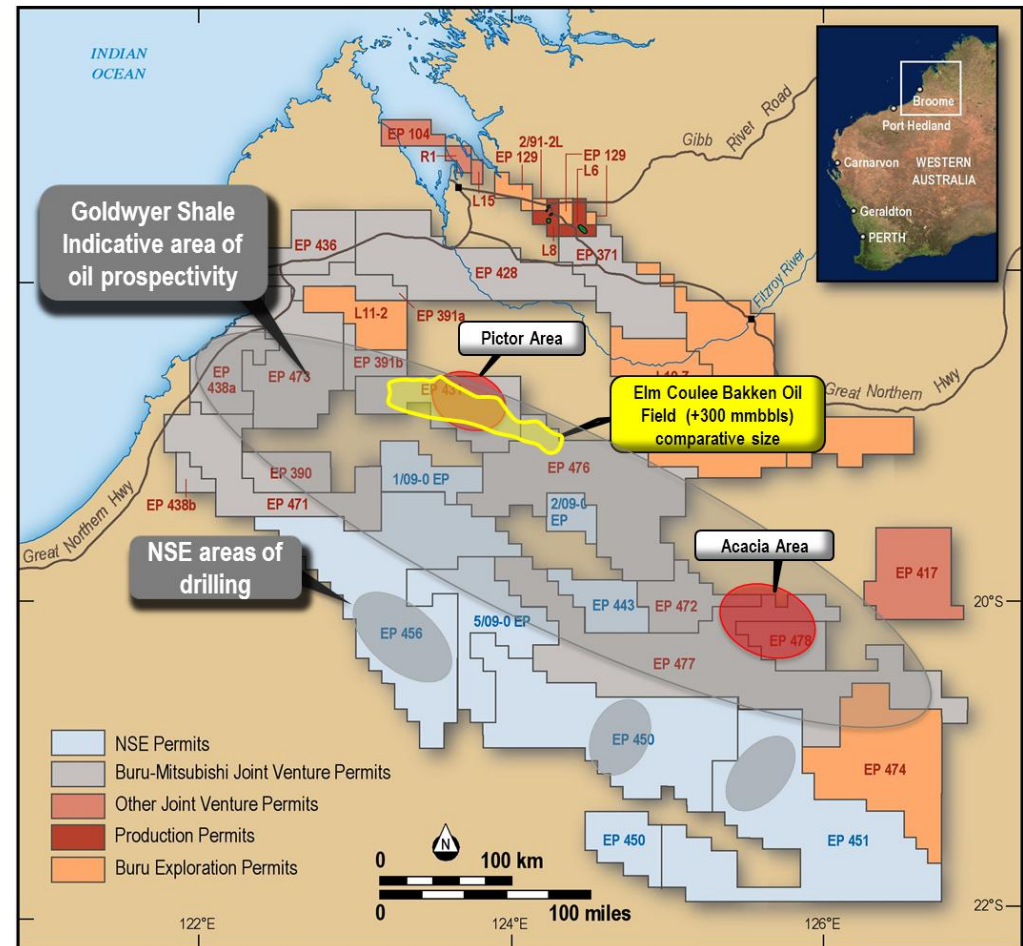 INDIAN
OCEAN
Gibb River Road
EP 104
R1
L15
2/91-2L
EP 129
EP 129
L6
L8
EP 371
Broome
Port Hedland
Carnarvon
WESTERN
AUSTRALIA
Geraldton
PERTH
Goldwyer Shale
Indicative area of
oil prospectivity
EP 436
EP 428
Fitzroy River
L11-2
EP 391a
Pictor Area
EP 391b
EP
438a
EP 473
Great Northern
Hwy
Elm Coulee Bakken Oil
Field (+300 mmbbls)
comparative size
EP 390
1/09-0 EP
EP 476
EP 438b
EP 471
2/09-0
EP
Great Northern Hwy
NSE areas of
drilling
Acacia Area
EP 417
20°S
EP 456
5/09-0 EP
EP 443
EP 472
EP 478
EP 477
EP 450
EP 474
EP 450
EP 451
NSE Permits
Buru-Mitsubishi Joint Venture Permits
Other Joint Venture Permits
Production Permits
Buru Exploration Permits
N
0
100 km
0
100 miles
22°S
122°E
124°E
126°E